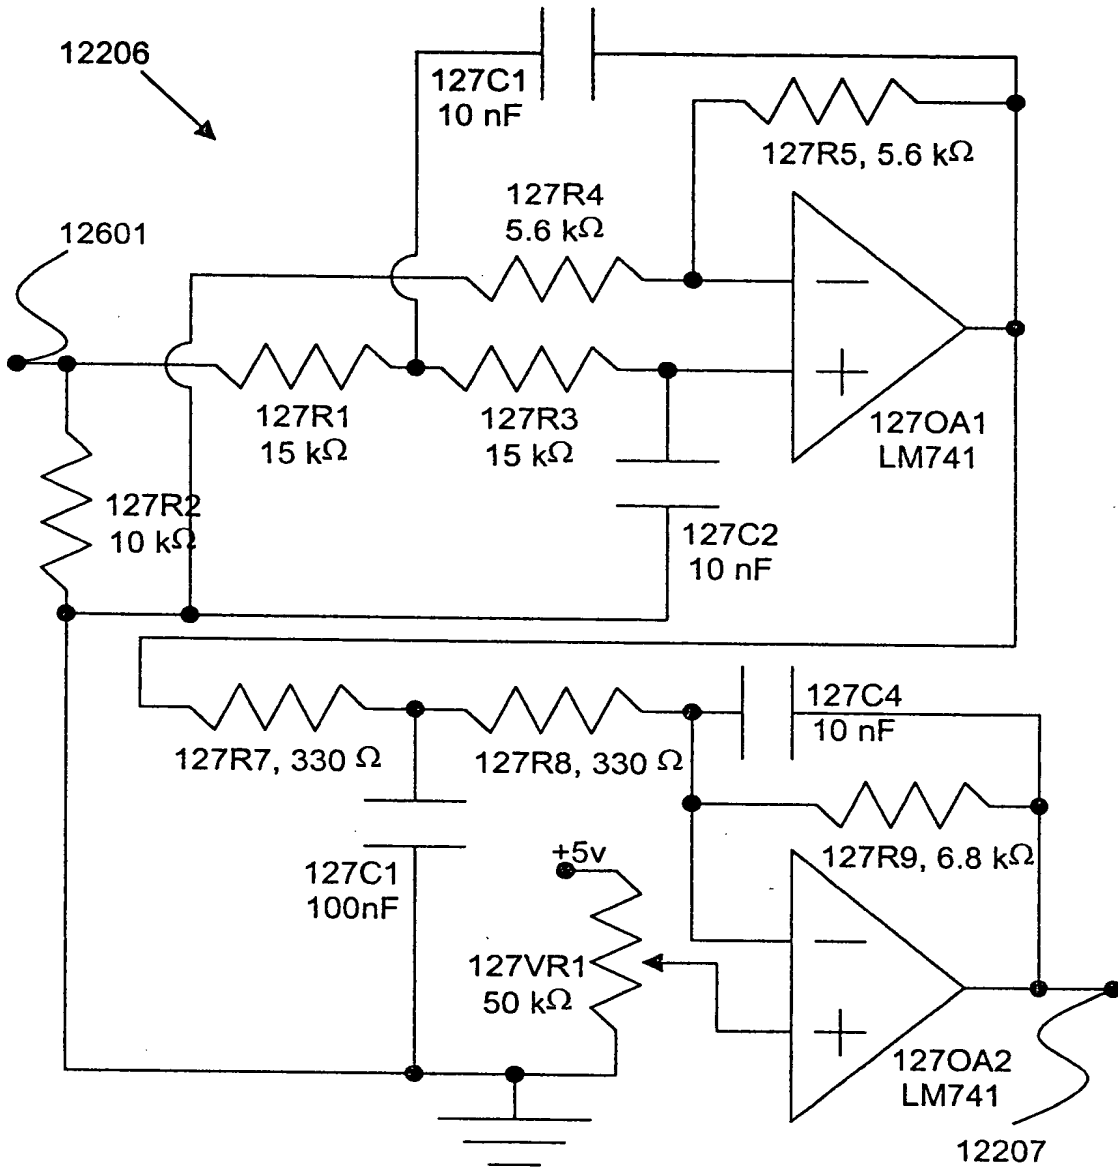 12206
127C1
10 nF
127R5, 5.6 kΩ
127R4
5.6 kΩ
12601
127R1
15 kΩ
127R3
15 kΩ
127OA1
LM741
127R2
10 kΩ
127C2
10 nF
127C4
10 nF
127R7, 330 Ω
127R8, 330 Ω
127R9, 6.8 kΩ
+5v
127C1
100nF
127VR1
50 kΩ
127OA2
LM741
12207